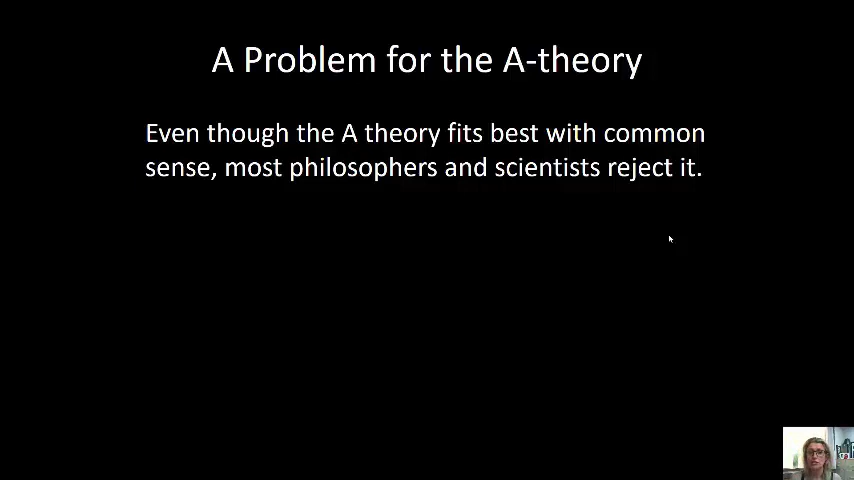 A Problem for the A-theory
Even though the A theory fits best with common
sense, most philosophers and scientists reject it.